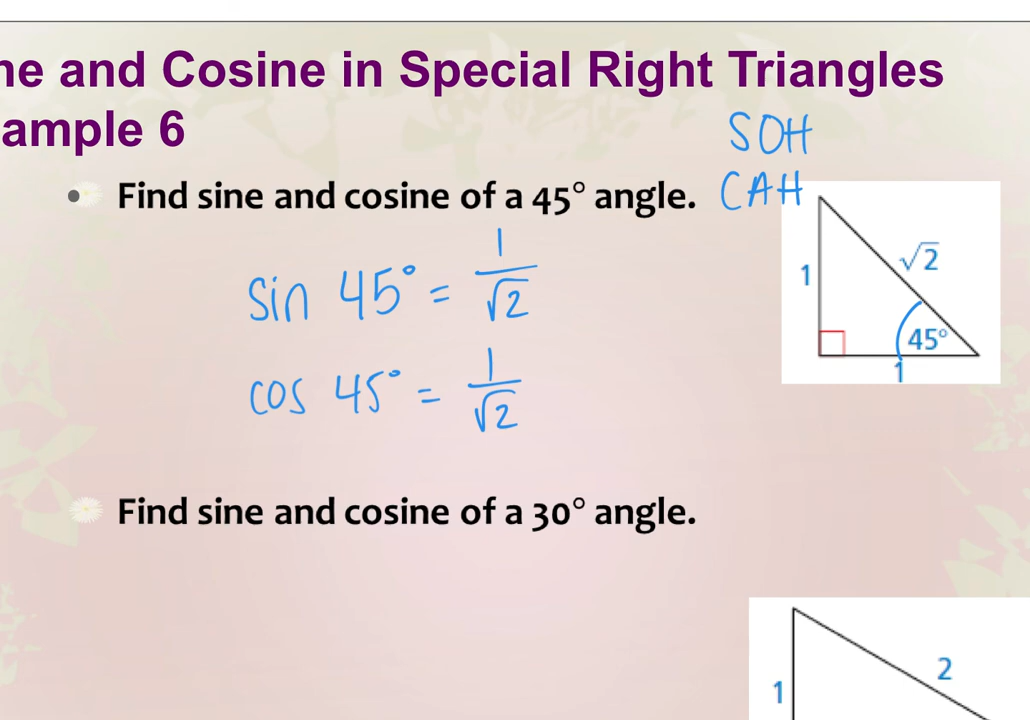 ne and Cosine in Special Right Triangles
ample 6
SOH
• Find sine and cosine of a 45° angle.
CAH
sin 45° = 1/√2
1
√2
45°
1
cos 45° = 1/√2
Find sine and cosine of a 30° angle.
2
1